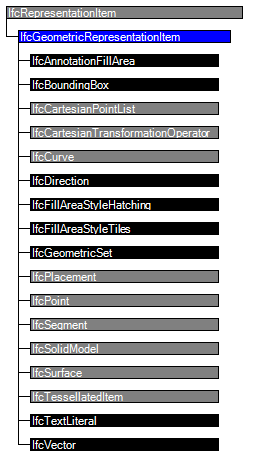 IfcRepresentationItem
IfcGeometricRepresentationItem
IfcAnnotationFillArea
IfcBoundingBox
IfcCartesianPointList
IfcCartesianTransformationOperator
IfcCurve
IfcDirection
IfcFillAreaStyleHatching
IfcFillAreaStyleTiles
IfcGeometricSet
IfcPlacement
IfcPoint
IfcSegment
IfcSolidModel
IfcSurface
IfcTessellatedItem
IfcTextLiteral
IfcVector